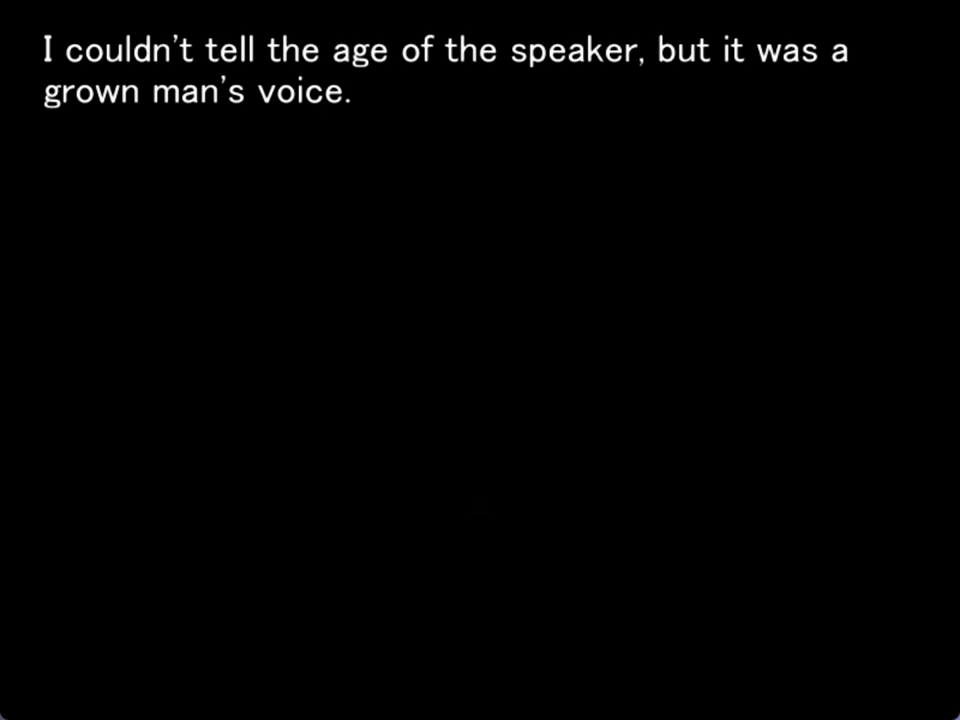 I couldn't tell the age of the speaker, but it was a
grown man's voice.